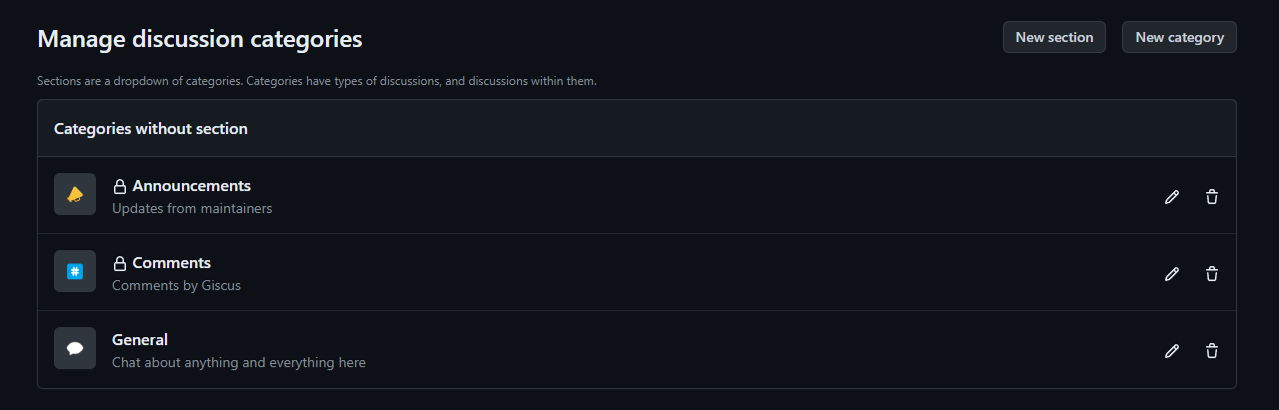 Manage discussion categories
New section
New category
Sections are a dropdown of categories. Categories have types of discussions, and discussions within them.
Categories without section
Announcements
Updates from maintainers
#
Comments
Comments by Giscus
General
Chat about anything and everything here